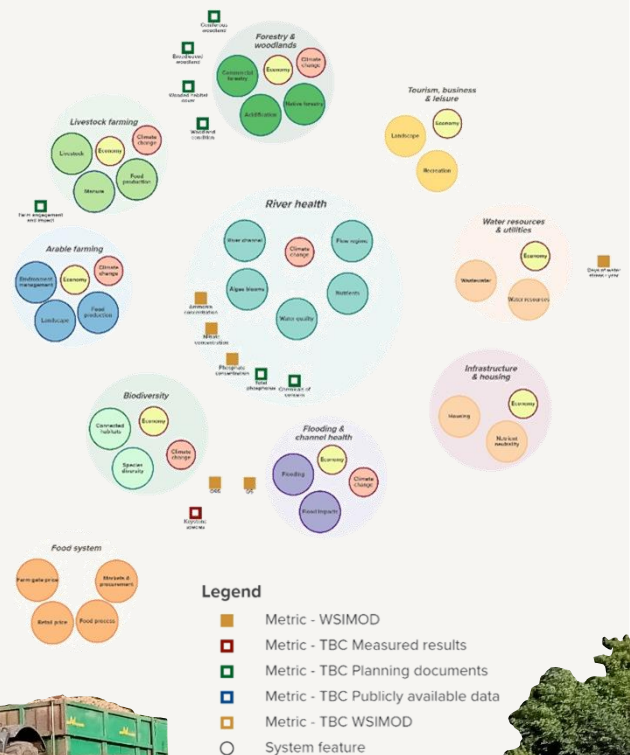 Coniferous
woodland
Broadleaved
woodland
Wooded habitat
cover
Woodland
condition
Forestry &
woodlands
Commercial
forestry
Economy
Climate
change
Acidification
Native forestry
Tourism, business
& leisure
Landscape
Economy
Recreation
Livestock farming
Livestock
Economy
Climate
change
Manure
Food
production
Farm engagement
and impact
River health
River channel
Climate
change
Flow regime
Algae blooms
Nutrients
Water quality
Water resources
& utilities
Economy
Wastewater
Water resources
Arable farming
Economy
Climate
change
Landscape
Food
production
Ammonia
concentration
concentration
Phosphate
concentration
Total
phosphorus
Chemicals of
concern
Infrastructure
& housing
Housing
Economy
Nutrient
neutrality
Biodiversity
Connected
habitats
Economy
Climate
change
Species
diversity
Flooding &
channel health
Flooding
Economy
Climate
change
Flood impacts
Keystone
species
Food system
Farm gate price
Markets &
procurement
Retail price
Food process
Legend
Metric - WSIMOD
Metric - TBC Measured results
Metric - TBC Planning documents
Metric - TBC Publicly available data
Metric - TBC WSIMOD
System feature